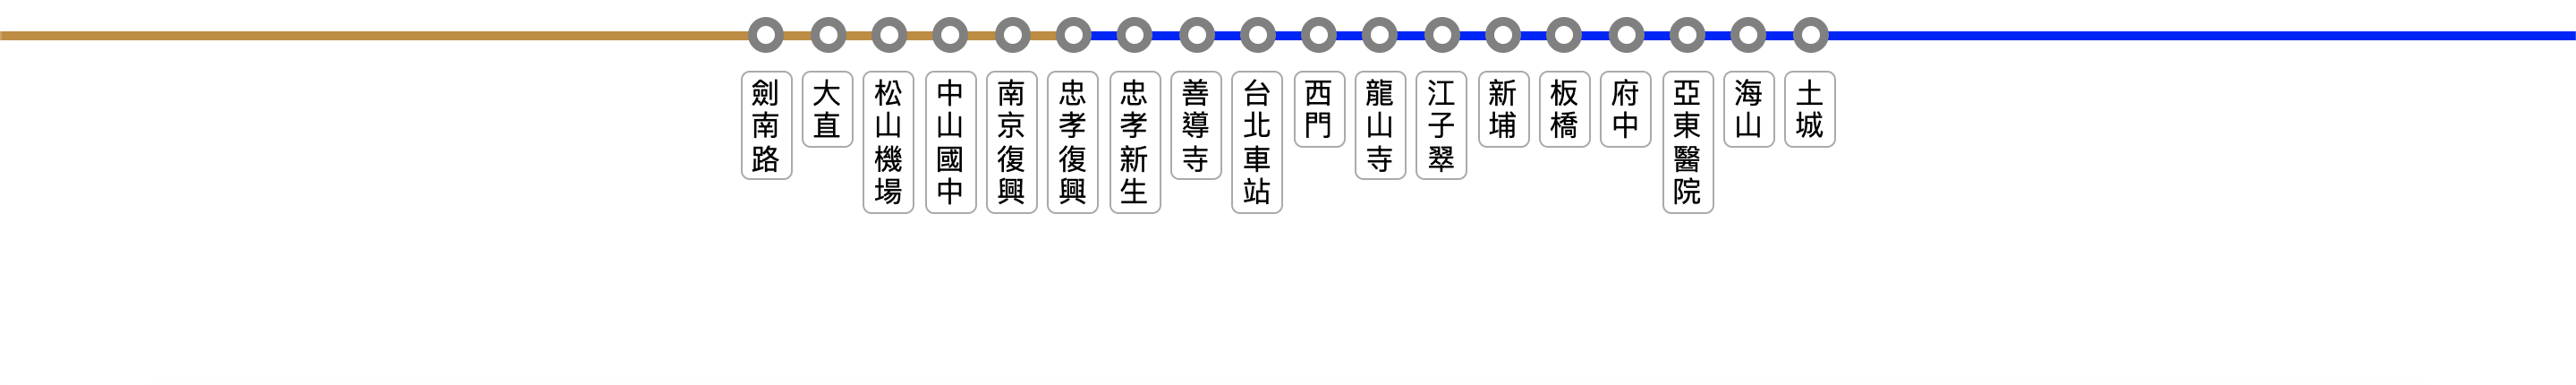 劍南路
大直
松山機場
中山國中
南京復興
忠孝復興
忠孝新生
善導寺
台北車站
西門
龍山寺
江子翠
新埔
板橋
府中
亞東醫院
海山
土城